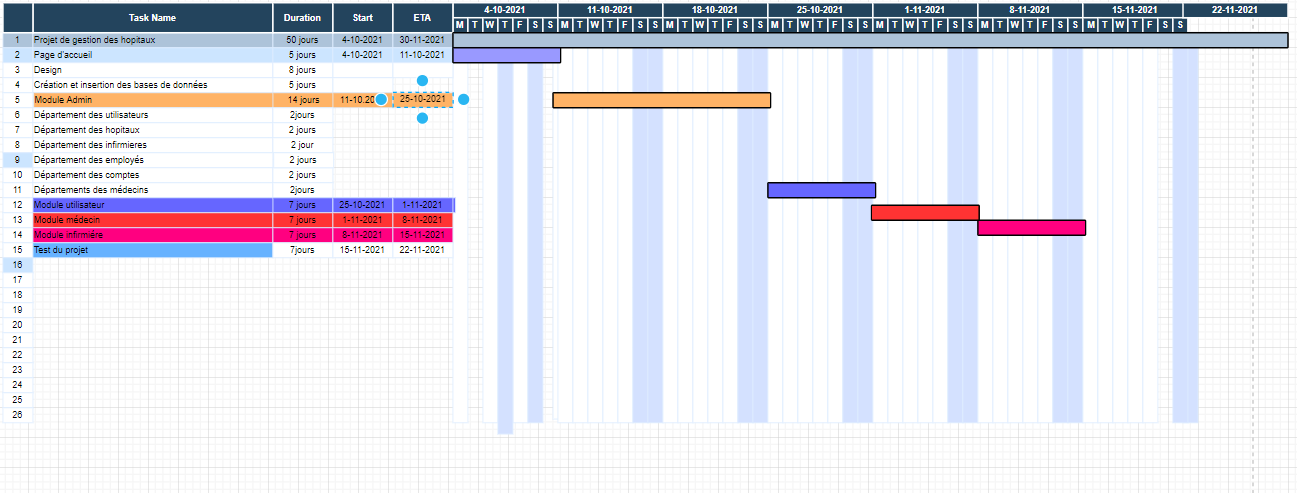 Task Name Duration Start ETA 4-10-2021 11-10-2021 18-10-2021 25-10-2021 1-11-2021 8-11-2021 15-11-2021 22-11-2021
M T W T F S S M T W T F S S M T W T F S S M T W T F S S M T W T F S S M T W T F S S M T W T F S S
1 Projet de gestion des hopitaux 50 jours 4-10-2021 30-11-2021
2 Page d'accueil 5 jours 4-10-2021 11-10-2021
3 Design 8 jours
4 Création et insertion des bases de données 5 jours
5 Module Admin 14 jours 11-10.20 25-10-2021
6 Département des utilisateurs 2jours
7 Département des hopitaux 2 jours
8 Département des infirmieres 2 jour
9 Département des employés 2 jours
10 Département des comptes 2 jours
11 Départements des médecins 2jours
12 Module utilisateur 7 jours 25-10-2021 1-11-2021
13 Module médecin 7 jours 1-11-2021 8-11-2021
14 Module infirmiére 7 jours 8-11-2021 15-11-2021
15 Test du projet 7jours 15-11-2021 22-11-2021
16
17
18
19
20
21
22
23
24
25
26